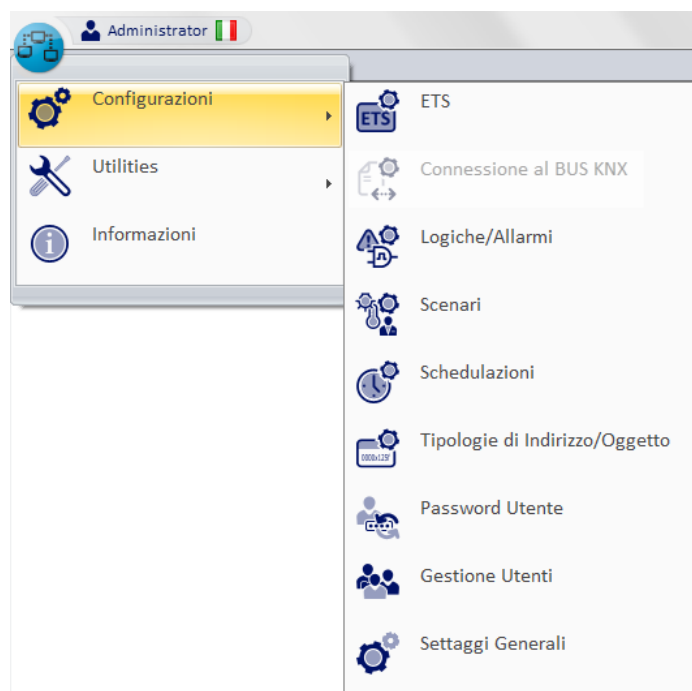 Administrator
Configurazioni
Utilities
Informazioni
ETS
ETS
Connessione al BUS KNX
Logiche/Allarmi
Scenari
Schedulazioni
Tipologie di Indirizzo/Oggetto
Password Utente
Gestione Utenti
Settaggi Generali